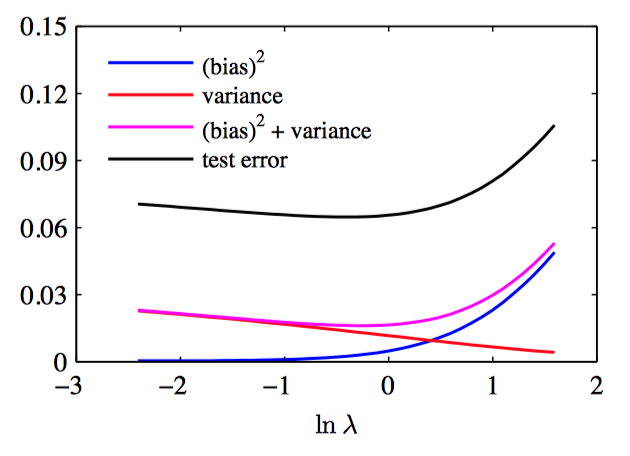 0.15
0.12
0.09
0.06
0.03
0
(bias)²
variance
(bias)² + variance
test error
−3 −2 −1 0 1 2
ln λ